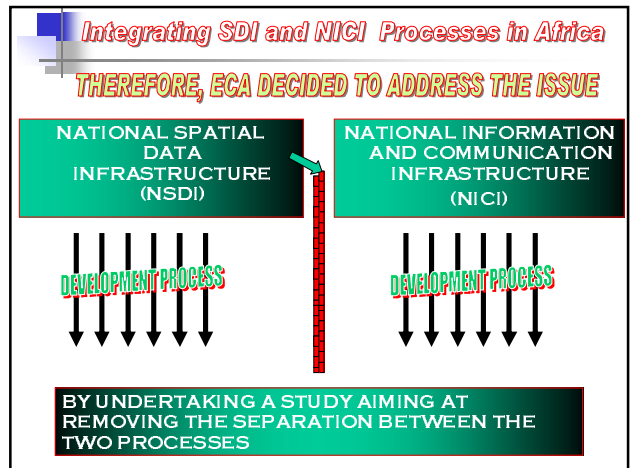 Integrating SDI and NICI Processes in Africa
THEREFORE, ECA DECIDED TO ADDRESS THE ISSUE
NATIONAL SPATIAL
DATA
INFRASTRUCTURE
(NSDI)
NATIONAL INFORMATION
AND COMMUNICATION
INFRASTRUCTURE
(NICI)
DEVELOPMENT PROCESS
DEVELOPMENT PROCESS
BY UNDERTAKING A STUDY AIMING AT
REMOVING THE SEPARATION BETWEEN THE
TWO PROCESSES